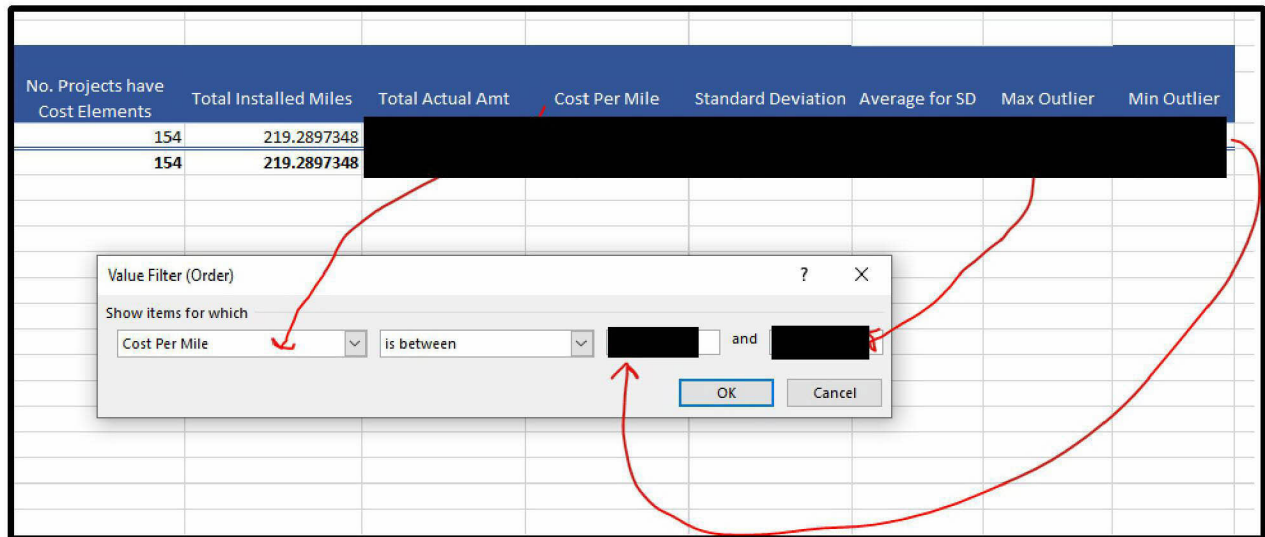 No. Projects have
Cost Elements
Total Installed Miles
Total Actual Amt
Cost Per Mile
Standard Deviation
Average for SD
Max Outlier
Min Outlier
154
219.2897348
154
219.2897348
Value Filter (Order)
?
Show items for which
Cost Per Mile
is between
and
OK
Cancel